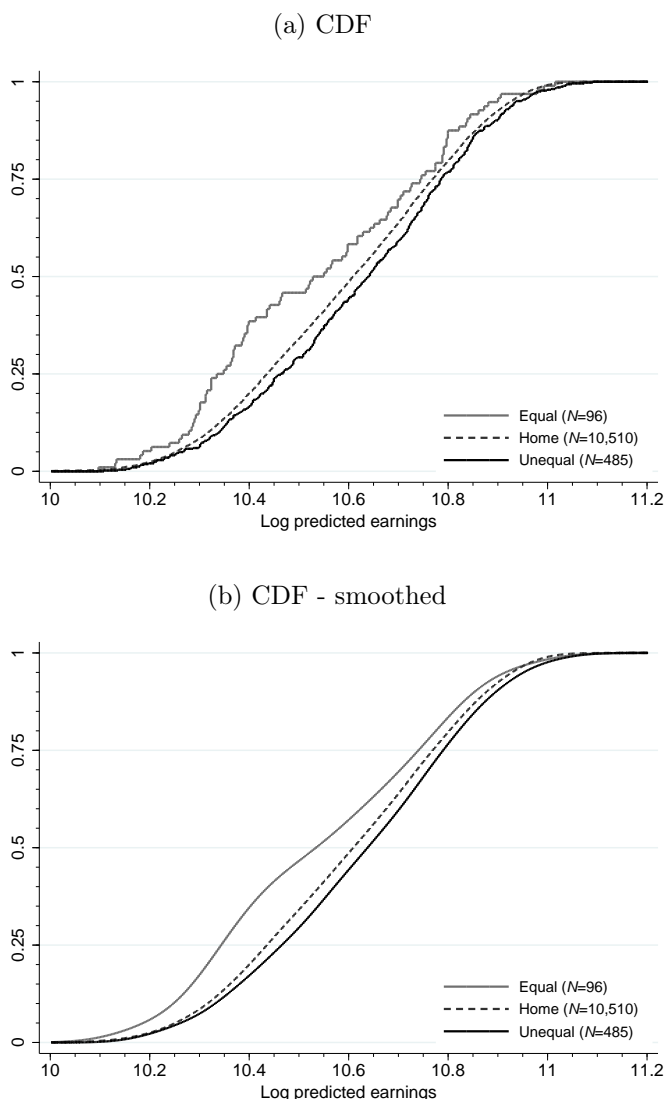 (a) CDF
1
0.75
0.5
0.25
0
Equal (N=96)
Home (N=10,510)
Unequal (N=485)
10 10.2 10.4 10.6 10.8 11 11.2
Log predicted earnings
(b) CDF - smoothed
1
0.75
0.5
0.25
0
Equal (N=96)
Home (N=10,510)
Unequal (N=485)
10 10.2 10.4 10.6 10.8 11 11.2
Log predicted earnings